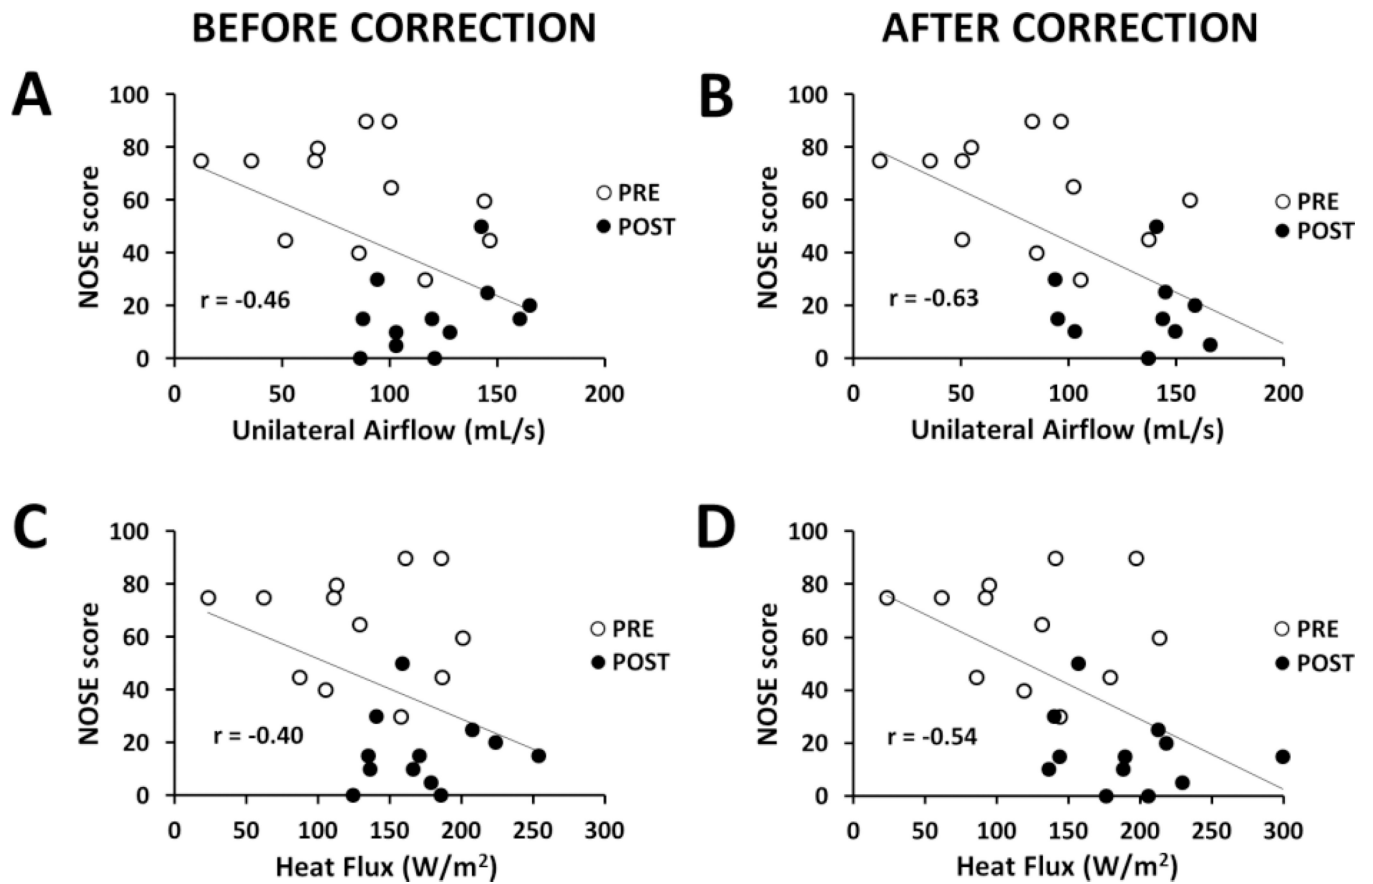 BEFORE CORRECTION
AFTER CORRECTION
A
100
80
60
40
20
0
NOSE score
0 50 100 150 200
Unilateral Airflow (mL/s)
r = -0.46
PRE
POST
B
100
80
60
40
20
0
NOSE score
0 50 100 150 200
Unilateral Airflow (mL/s)
r = -0.63
PRE
POST
C
100
80
60
40
20
0
NOSE score
0 50 100 150 200 250 300
Heat Flux (W/m²)
r = -0.40
PRE
POST
D
100
80
60
40
20
0
NOSE score
0 50 100 150 200 250 300
Heat Flux (W/m²)
r = -0.54
PRE
POST